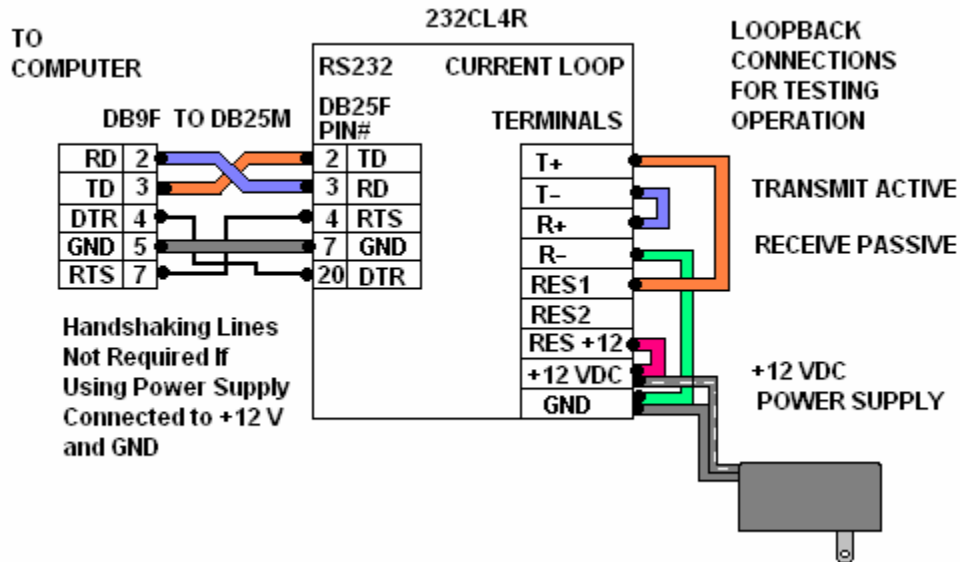 232CL4R
TO
COMPUTER
DB9F TO DB25M
RD 2
TD 3
DTR 4
GND 5
RTS 7
Handshaking Lines
Not Required If
Using Power Supply
Connected to +12 V
and GND
RS232
DB25F
PIN#
2 TD
3 RD
4 RTS
7 GND
20 DTR
CURRENT LOOP
TERMINALS
T+
T-
R+
R-
RES1
RES2
RES +12
+12 VDC
GND
LOOPBACK
CONNECTIONS
FOR TESTING
OPERATION
TRANSMIT ACTIVE
RECEIVE PASSIVE
+12 VDC
POWER SUPPLY